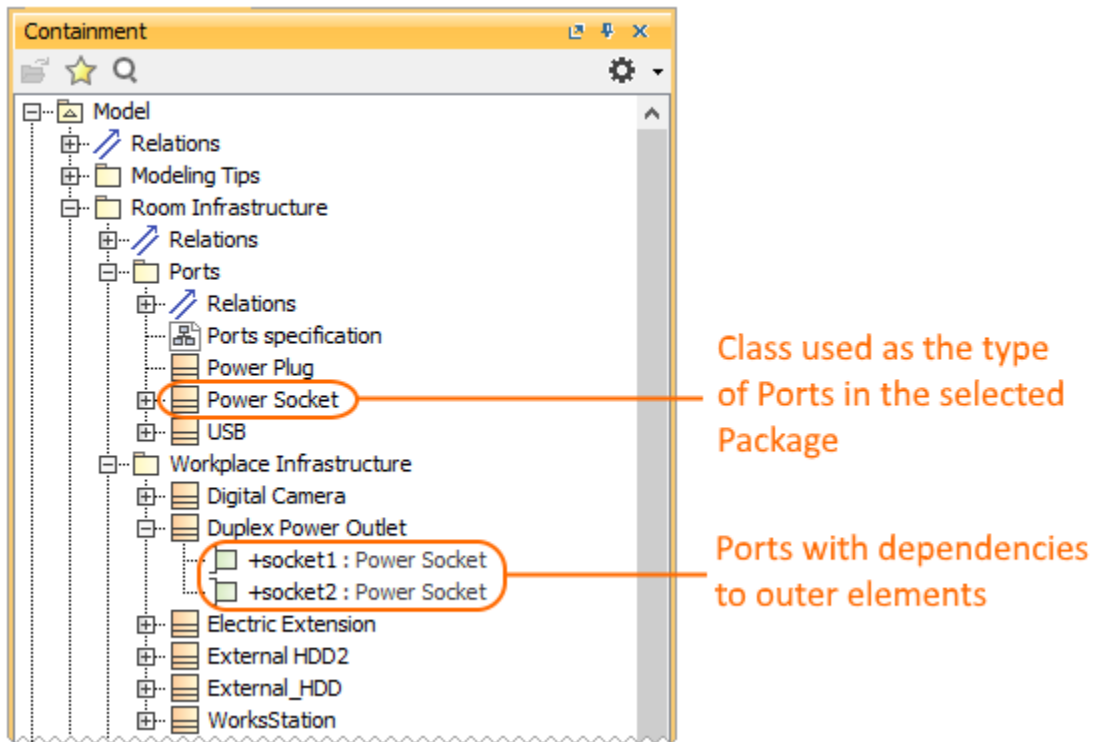 Containment
Model
Relations
Modeling Tips
Room Infrastructure
Relations
Ports
Relations
Ports specification
Power Plug
Power Socket
USB
Workplace Infrastructure
Digital Camera
Duplex Power Outlet
+socket1 : Power Socket
+socket2 : Power Socket
Electric Extension
External HDD2
External_HDD
WorksStation
Class used as the type
of Ports in the selected
Package
Ports with dependencies
to outer elements